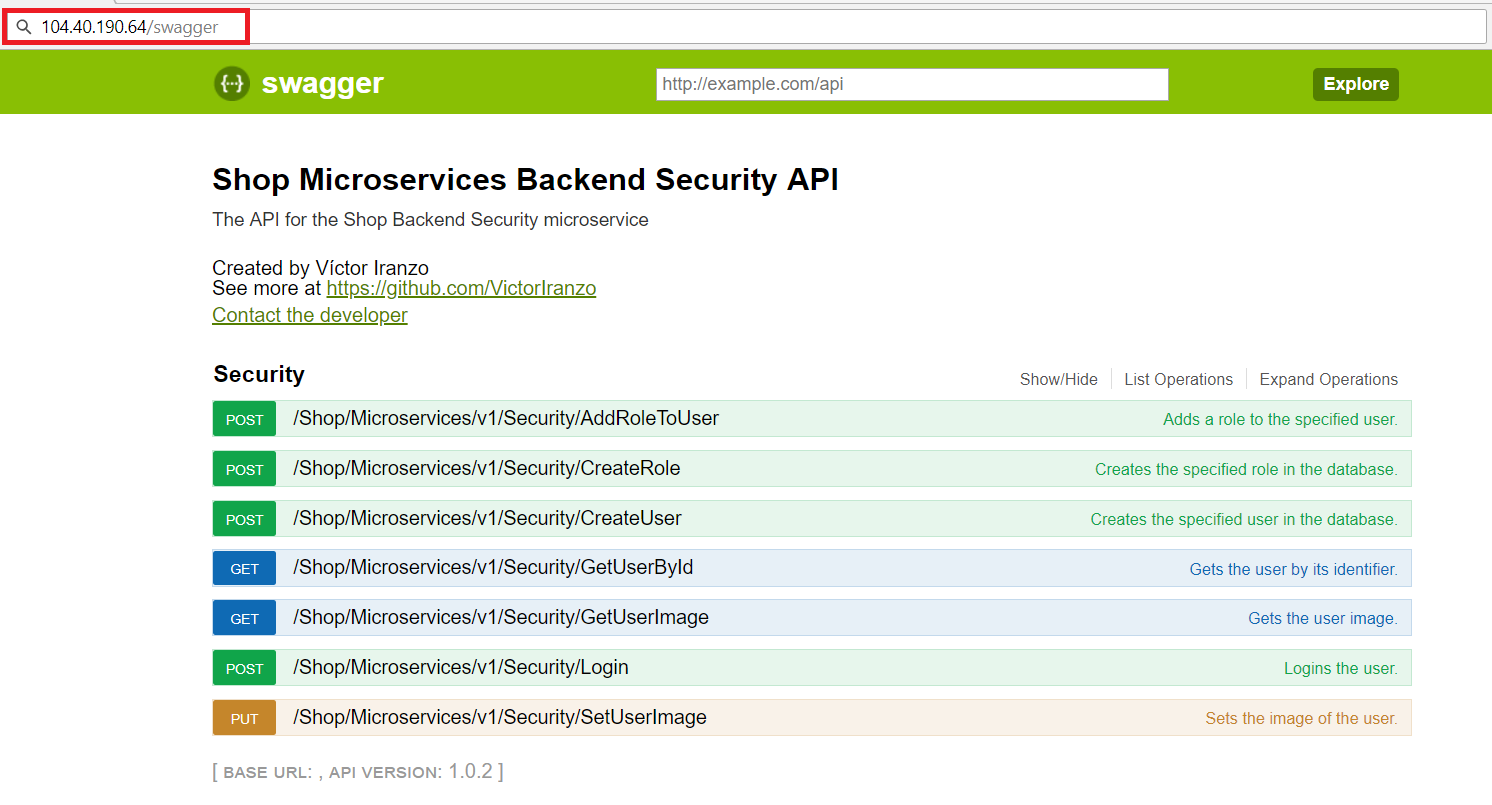 104.40.190.64/swagger
{··} swagger
http://example.com/api
Explore
Shop Microservices Backend Security API
The API for the Shop Backend Security microservice
Created by Víctor Iranzo
See more at https://github.com/VictorIranzo
Contact the developer
Security Show/Hide List Operations Expand Operations
POST /Shop/Microservices/v1/Security/AddRoleToUser Adds a role to the specified user.
POST /Shop/Microservices/v1/Security/CreateRole Creates the specified role in the database.
POST /Shop/Microservices/v1/Security/CreateUser Creates the specified user in the database.
GET /Shop/Microservices/v1/Security/GetUserById Gets the user by its identifier.
GET /Shop/Microservices/v1/Security/GetUserImage Gets the user image.
POST /Shop/Microservices/v1/Security/Login Logins the user.
PUT /Shop/Microservices/v1/Security/SetUserImage Sets the image of the user.
[ BASE URL: , API VERSION: 1.0.2 ]